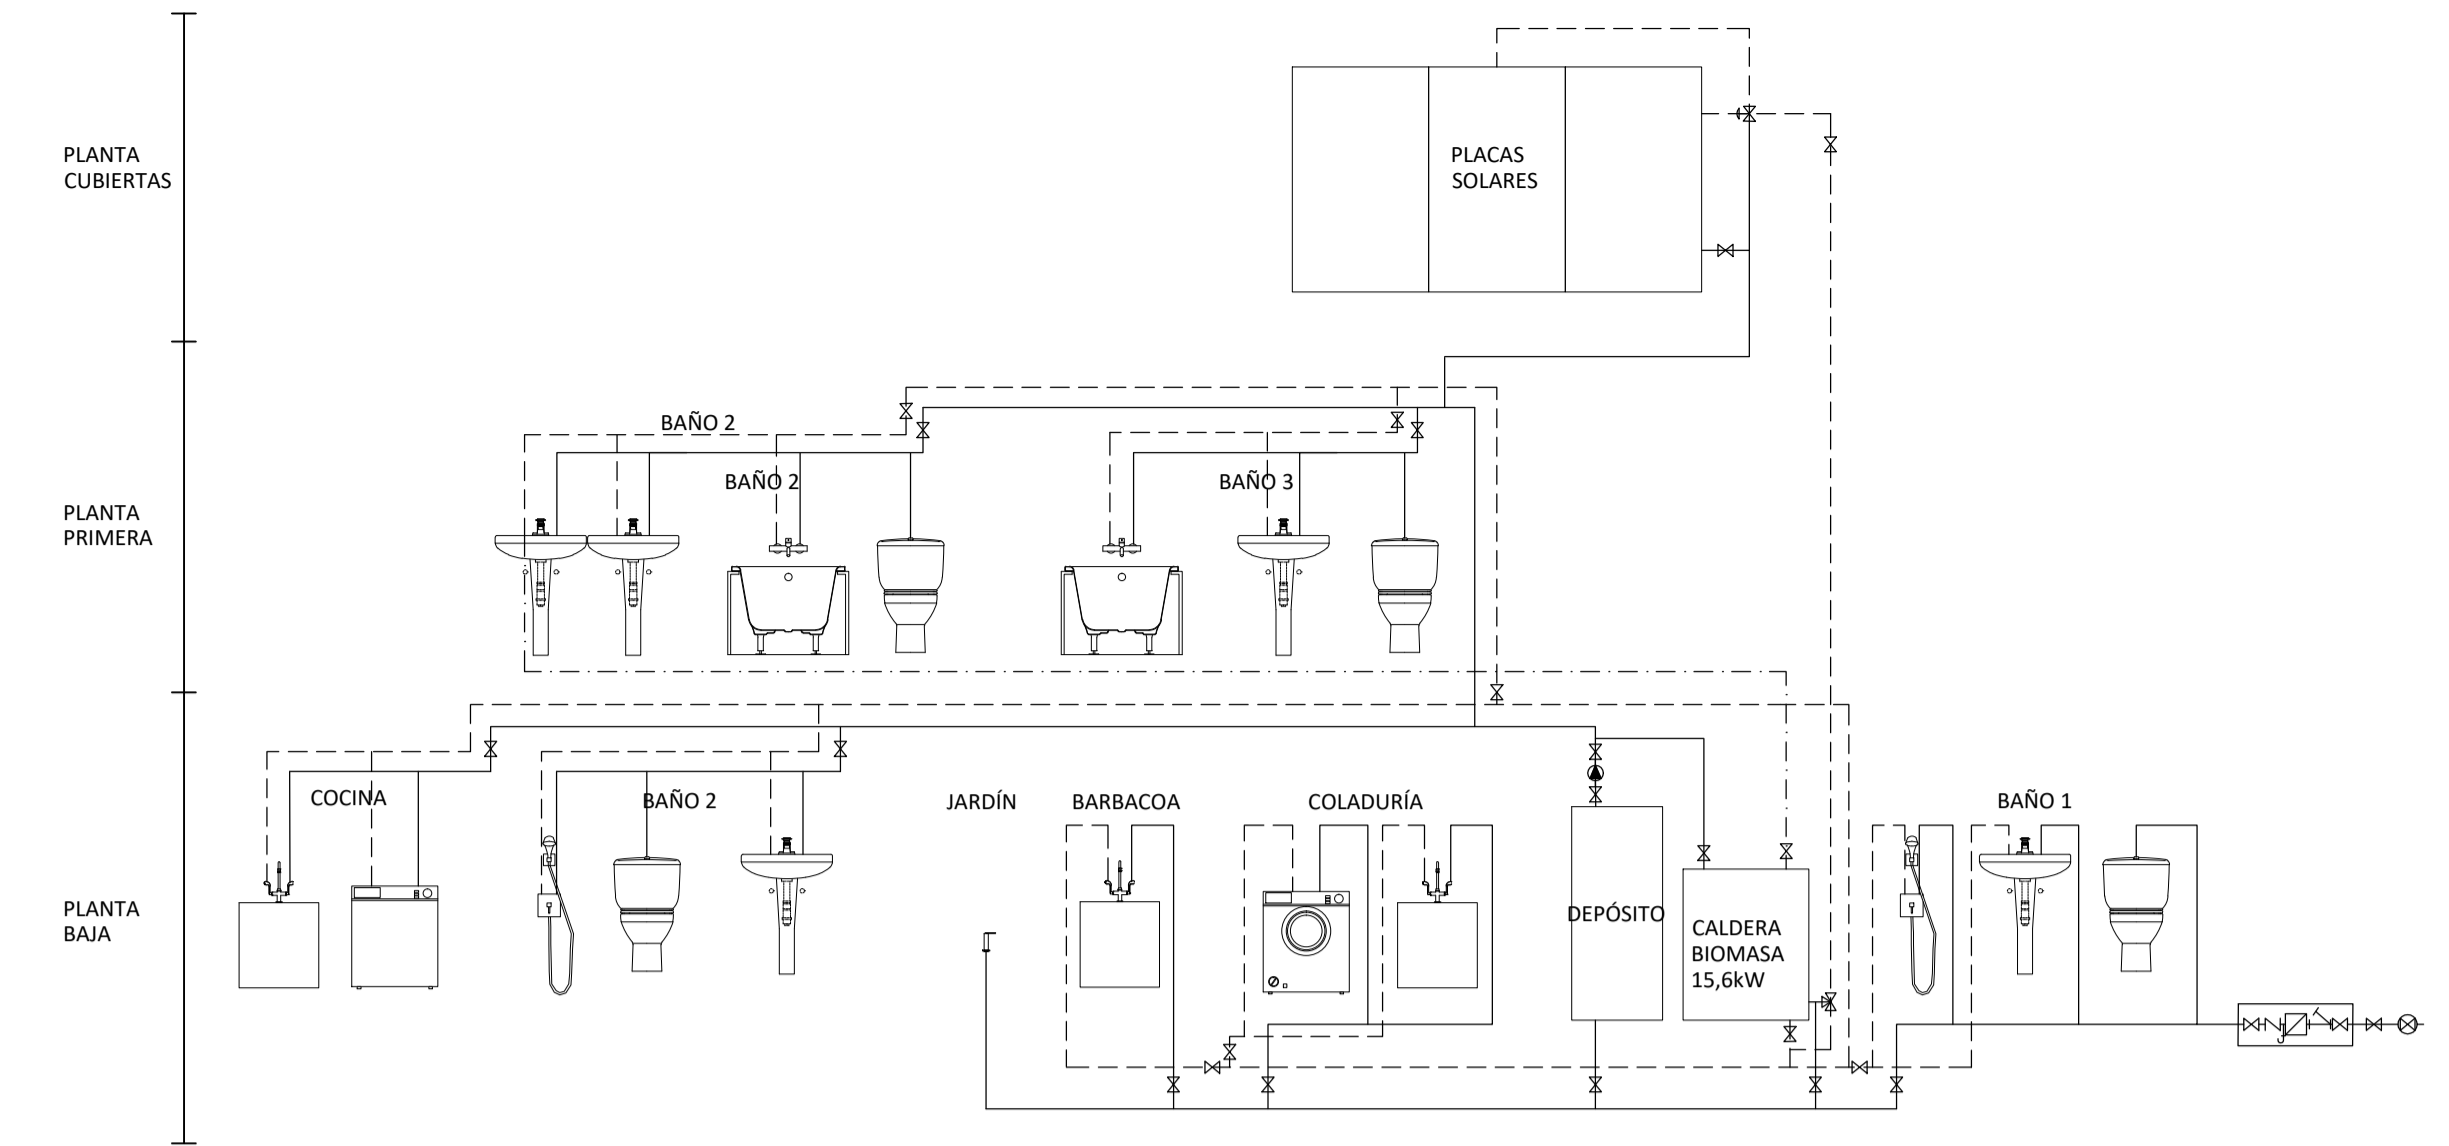 PLANTA
CUBIERTAS
PLACAS
SOLARES
BAÑO 2
BAÑO 2
BAÑO 3
PLANTA
PRIMERA
COCINA
BAÑO 2
JARDÍN
BARBACOA
COLADURÍA
BAÑO 1
PLANTA
BAJA
DEPÓSITO
CALDERA
BIOMASA
15,6kW